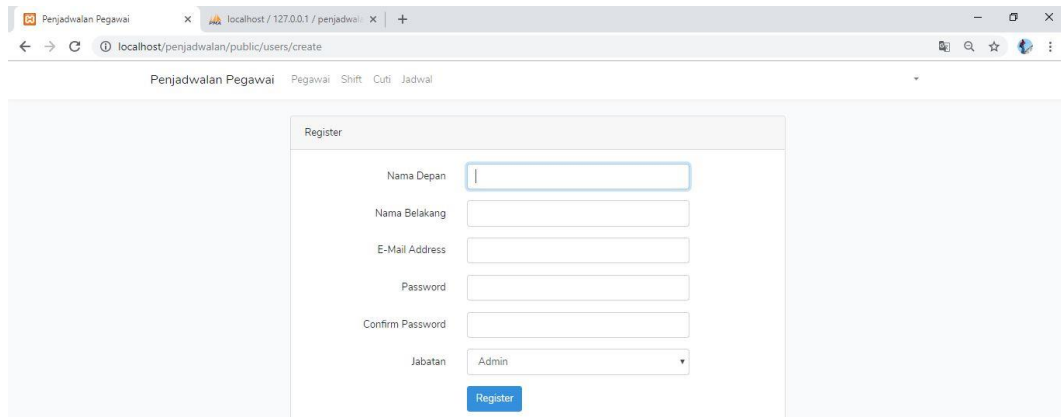 Penjadwalan Pegawai
localhost / 127.0.0.1 / penjadwal
localhost/penjadwalan/public/users/create
Penjadwalan Pegawai Pegawai Shift Cuti Jadwal
Register
Nama Depan
Nama Belakang
E-Mail Address
Password
Confirm Password
Jabatan Admin
Register